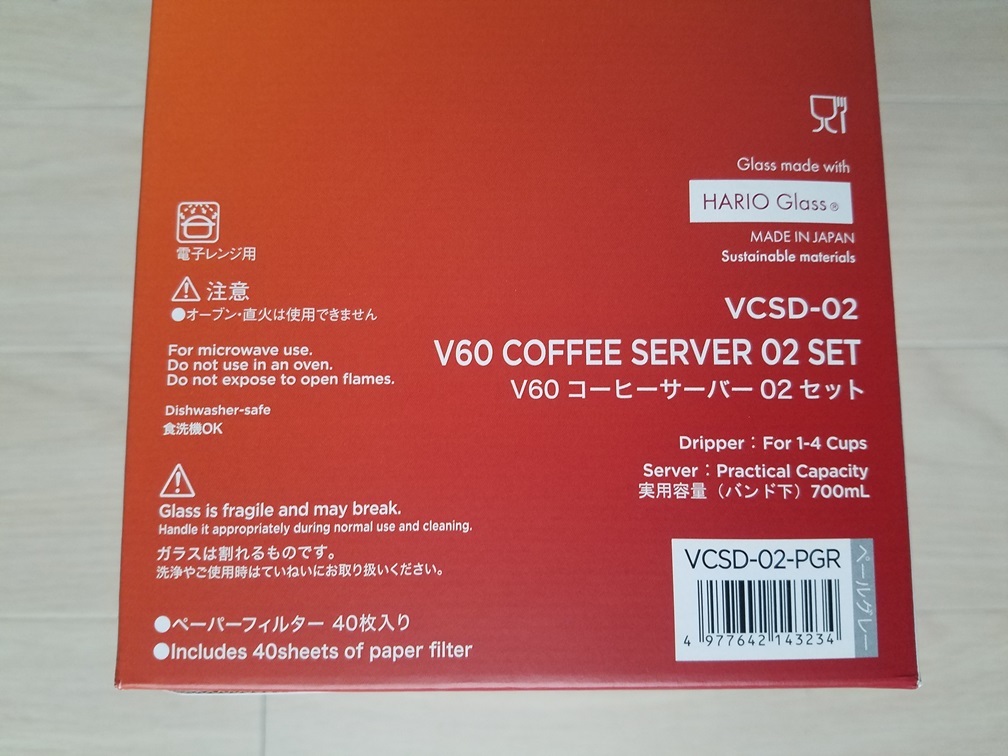 Glass made with
HARIO Glass®
MADE IN JAPAN
Sustainable materials
VCSD-02
V60 COFFEE SERVER 02 SET
V60 コーヒーサーバー 02 セット
Dripper：For 1-4 Cups
Server：Practical Capacity
実用容量（バンド下）700mL
VCSD-02-PGR
ペールグレー
4 977642 143234
電子レンジ用
注意
●オーブン・直火は使用できません
For microwave use.
Do not use in an oven.
Do not expose to open flames.
Dishwasher-safe
食洗機OK
Glass is fragile and may break.
Handle it appropriately during normal use and cleaning.
ガラスは割れるものです。
洗浄やご使用時はていねいにお取り扱いください。
●ペーパーフィルター 40枚入り
●Includes 40sheets of paper filter